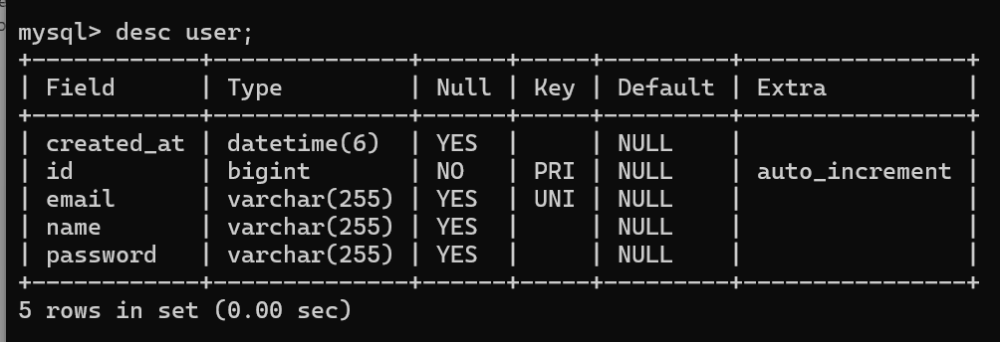 mysql> desc user;
+------------+--------------+------+-----+---------+----------------+
| Field      | Type         | Null | Key | Default | Extra          |
+------------+--------------+------+-----+---------+----------------+
| created_at | datetime(6)  | YES  |     | NULL    |                |
| id         | bigint       | NO   | PRI | NULL    | auto_increment |
| email      | varchar(255) | YES  | UNI | NULL    |                |
| name       | varchar(255) | YES  |     | NULL    |                |
| password   | varchar(255) | YES  |     | NULL    |                |
+------------+--------------+------+-----+---------+----------------+
5 rows in set (0.00 sec)